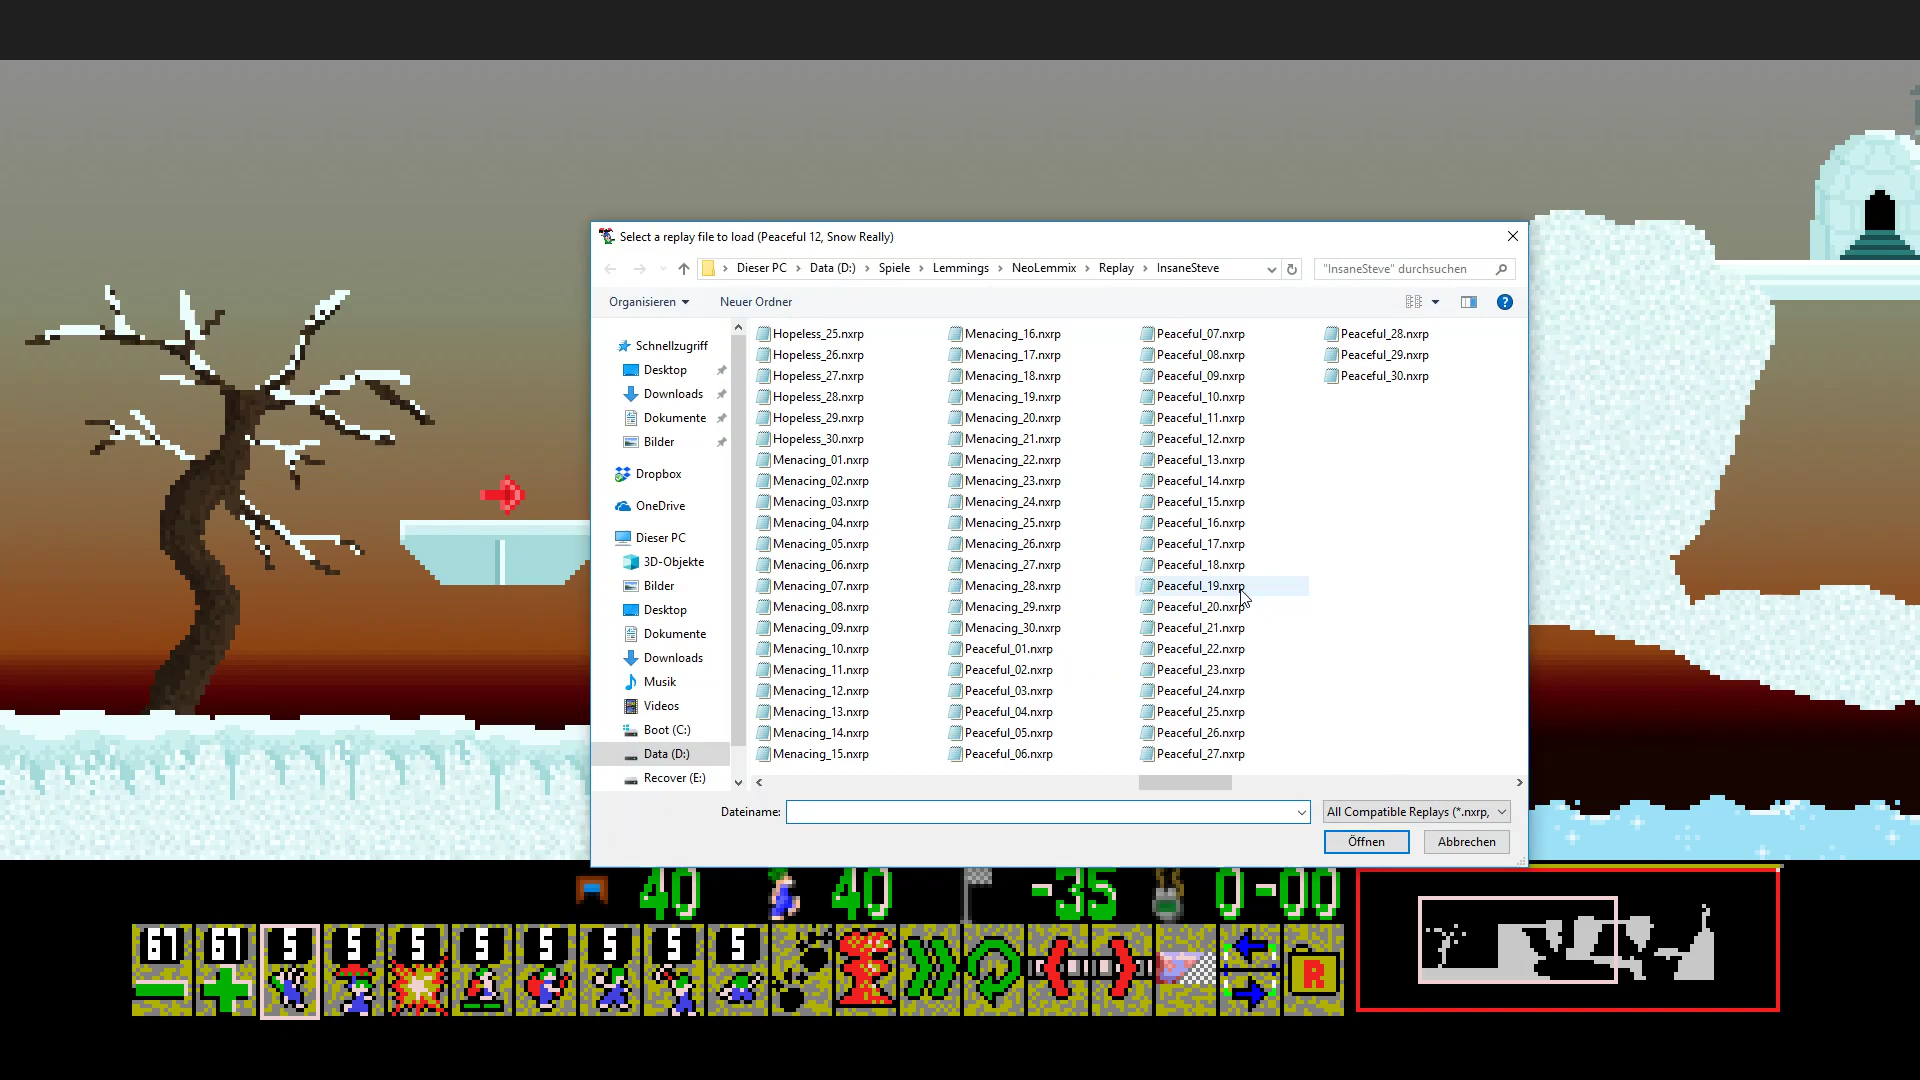 Select a replay file to load (Peaceful 12, Snow Really)
Dieser PC > Data (D:) > Spiele > Lemmings > NeoLemmix > Replay > InsaneSteve
"InsaneSteve" durchsuchen
Organisieren
Neuer Ordner
Schnellzugriff
Desktop
Downloads
Dokumente
Bilder
Dropbox
OneDrive
Dieser PC
3D-Objekte
Bilder
Desktop
Dokumente
Downloads
Musik
Videos
Boot (C:)
Data (D:)
Recover (E:)
Hopeless_25.nxrp
Hopeless_26.nxrp
Hopeless_27.nxrp
Hopeless_28.nxrp
Hopeless_29.nxrp
Hopeless_30.nxrp
Menacing_01.nxrp
Menacing_02.nxrp
Menacing_03.nxrp
Menacing_04.nxrp
Menacing_05.nxrp
Menacing_06.nxrp
Menacing_07.nxrp
Menacing_08.nxrp
Menacing_09.nxrp
Menacing_10.nxrp
Menacing_11.nxrp
Menacing_12.nxrp
Menacing_13.nxrp
Menacing_14.nxrp
Menacing_15.nxrp
Menacing_16.nxrp
Menacing_17.nxrp
Menacing_18.nxrp
Menacing_19.nxrp
Menacing_20.nxrp
Menacing_21.nxrp
Menacing_22.nxrp
Menacing_23.nxrp
Menacing_24.nxrp
Menacing_25.nxrp
Menacing_26.nxrp
Menacing_27.nxrp
Menacing_28.nxrp
Menacing_29.nxrp
Menacing_30.nxrp
Peaceful_01.nxrp
Peaceful_02.nxrp
Peaceful_03.nxrp
Peaceful_04.nxrp
Peaceful_05.nxrp
Peaceful_06.nxrp
Peaceful_07.nxrp
Peaceful_08.nxrp
Peaceful_09.nxrp
Peaceful_10.nxrp
Peaceful_11.nxrp
Peaceful_12.nxrp
Peaceful_13.nxrp
Peaceful_14.nxrp
Peaceful_15.nxrp
Peaceful_16.nxrp
Peaceful_17.nxrp
Peaceful_18.nxrp
Peaceful_19.nxrp
Peaceful_20.nxrp
Peaceful_21.nxrp
Peaceful_22.nxrp
Peaceful_23.nxrp
Peaceful_24.nxrp
Peaceful_25.nxrp
Peaceful_26.nxrp
Peaceful_27.nxrp
Peaceful_28.nxrp
Peaceful_29.nxrp
Peaceful_30.nxrp
Dateiname:
All Compatible Replays (*.nxrp,
Öffnen
Abbrechen
40 40 -35 0-00
67 67 5 5 5 5 5 5 5 5
R